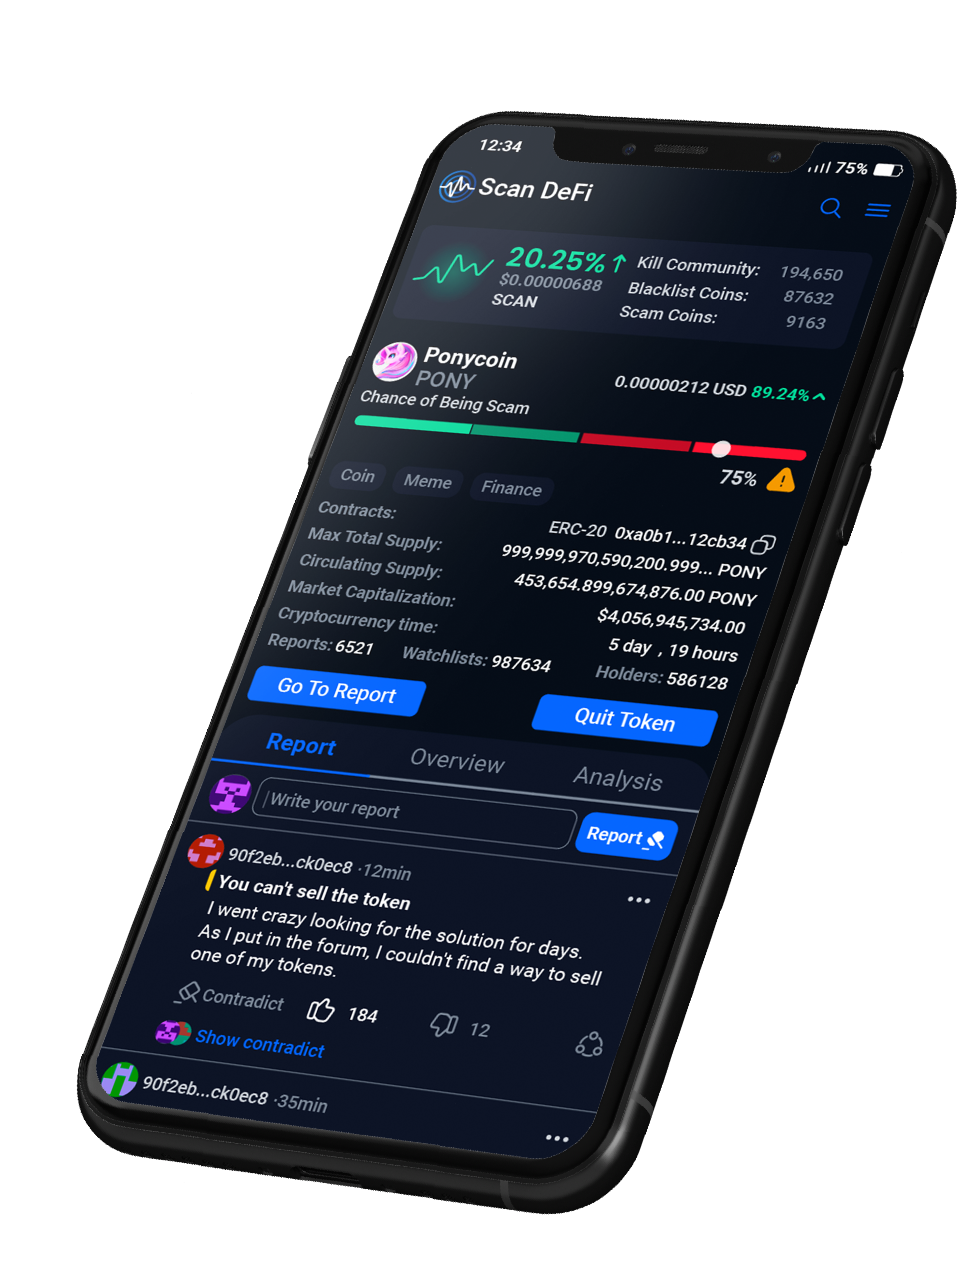 12:34
75%
Scan DeFi
20.25% ↑
$0.00000688
SCAN
Kill Community: 194,650
Blacklist Coins: 87632
Scam Coins: 9163
Ponycoin
PONY
0.00000212 USD 89.24%
Chance of Being Scam
75%
Coin Meme Finance
Contracts: ERC-20 0xa0b1...12cb34
Max Total Supply: 999,999,970,590,200.999... PONY
Circulating Supply: 453,654.899,674,876.00 PONY
Market Capitalization: $4,056,945,734.00
Cryptocurrency time: 5 day , 19 hours
Reports: 6521 Watchlists: 987634 Holders: 586128
Go To Report Quit Token
Report Overview Analysis
Write your report Report
90f2eb...ck0ec8 ·12min
You can't sell the token
I went crazy looking for the solution for days.
As I put in the forum, I couldn't find a way to sell
one of my tokens.
Contradict 184 12
Show contradict
90f2eb...ck0ec8 ·35min